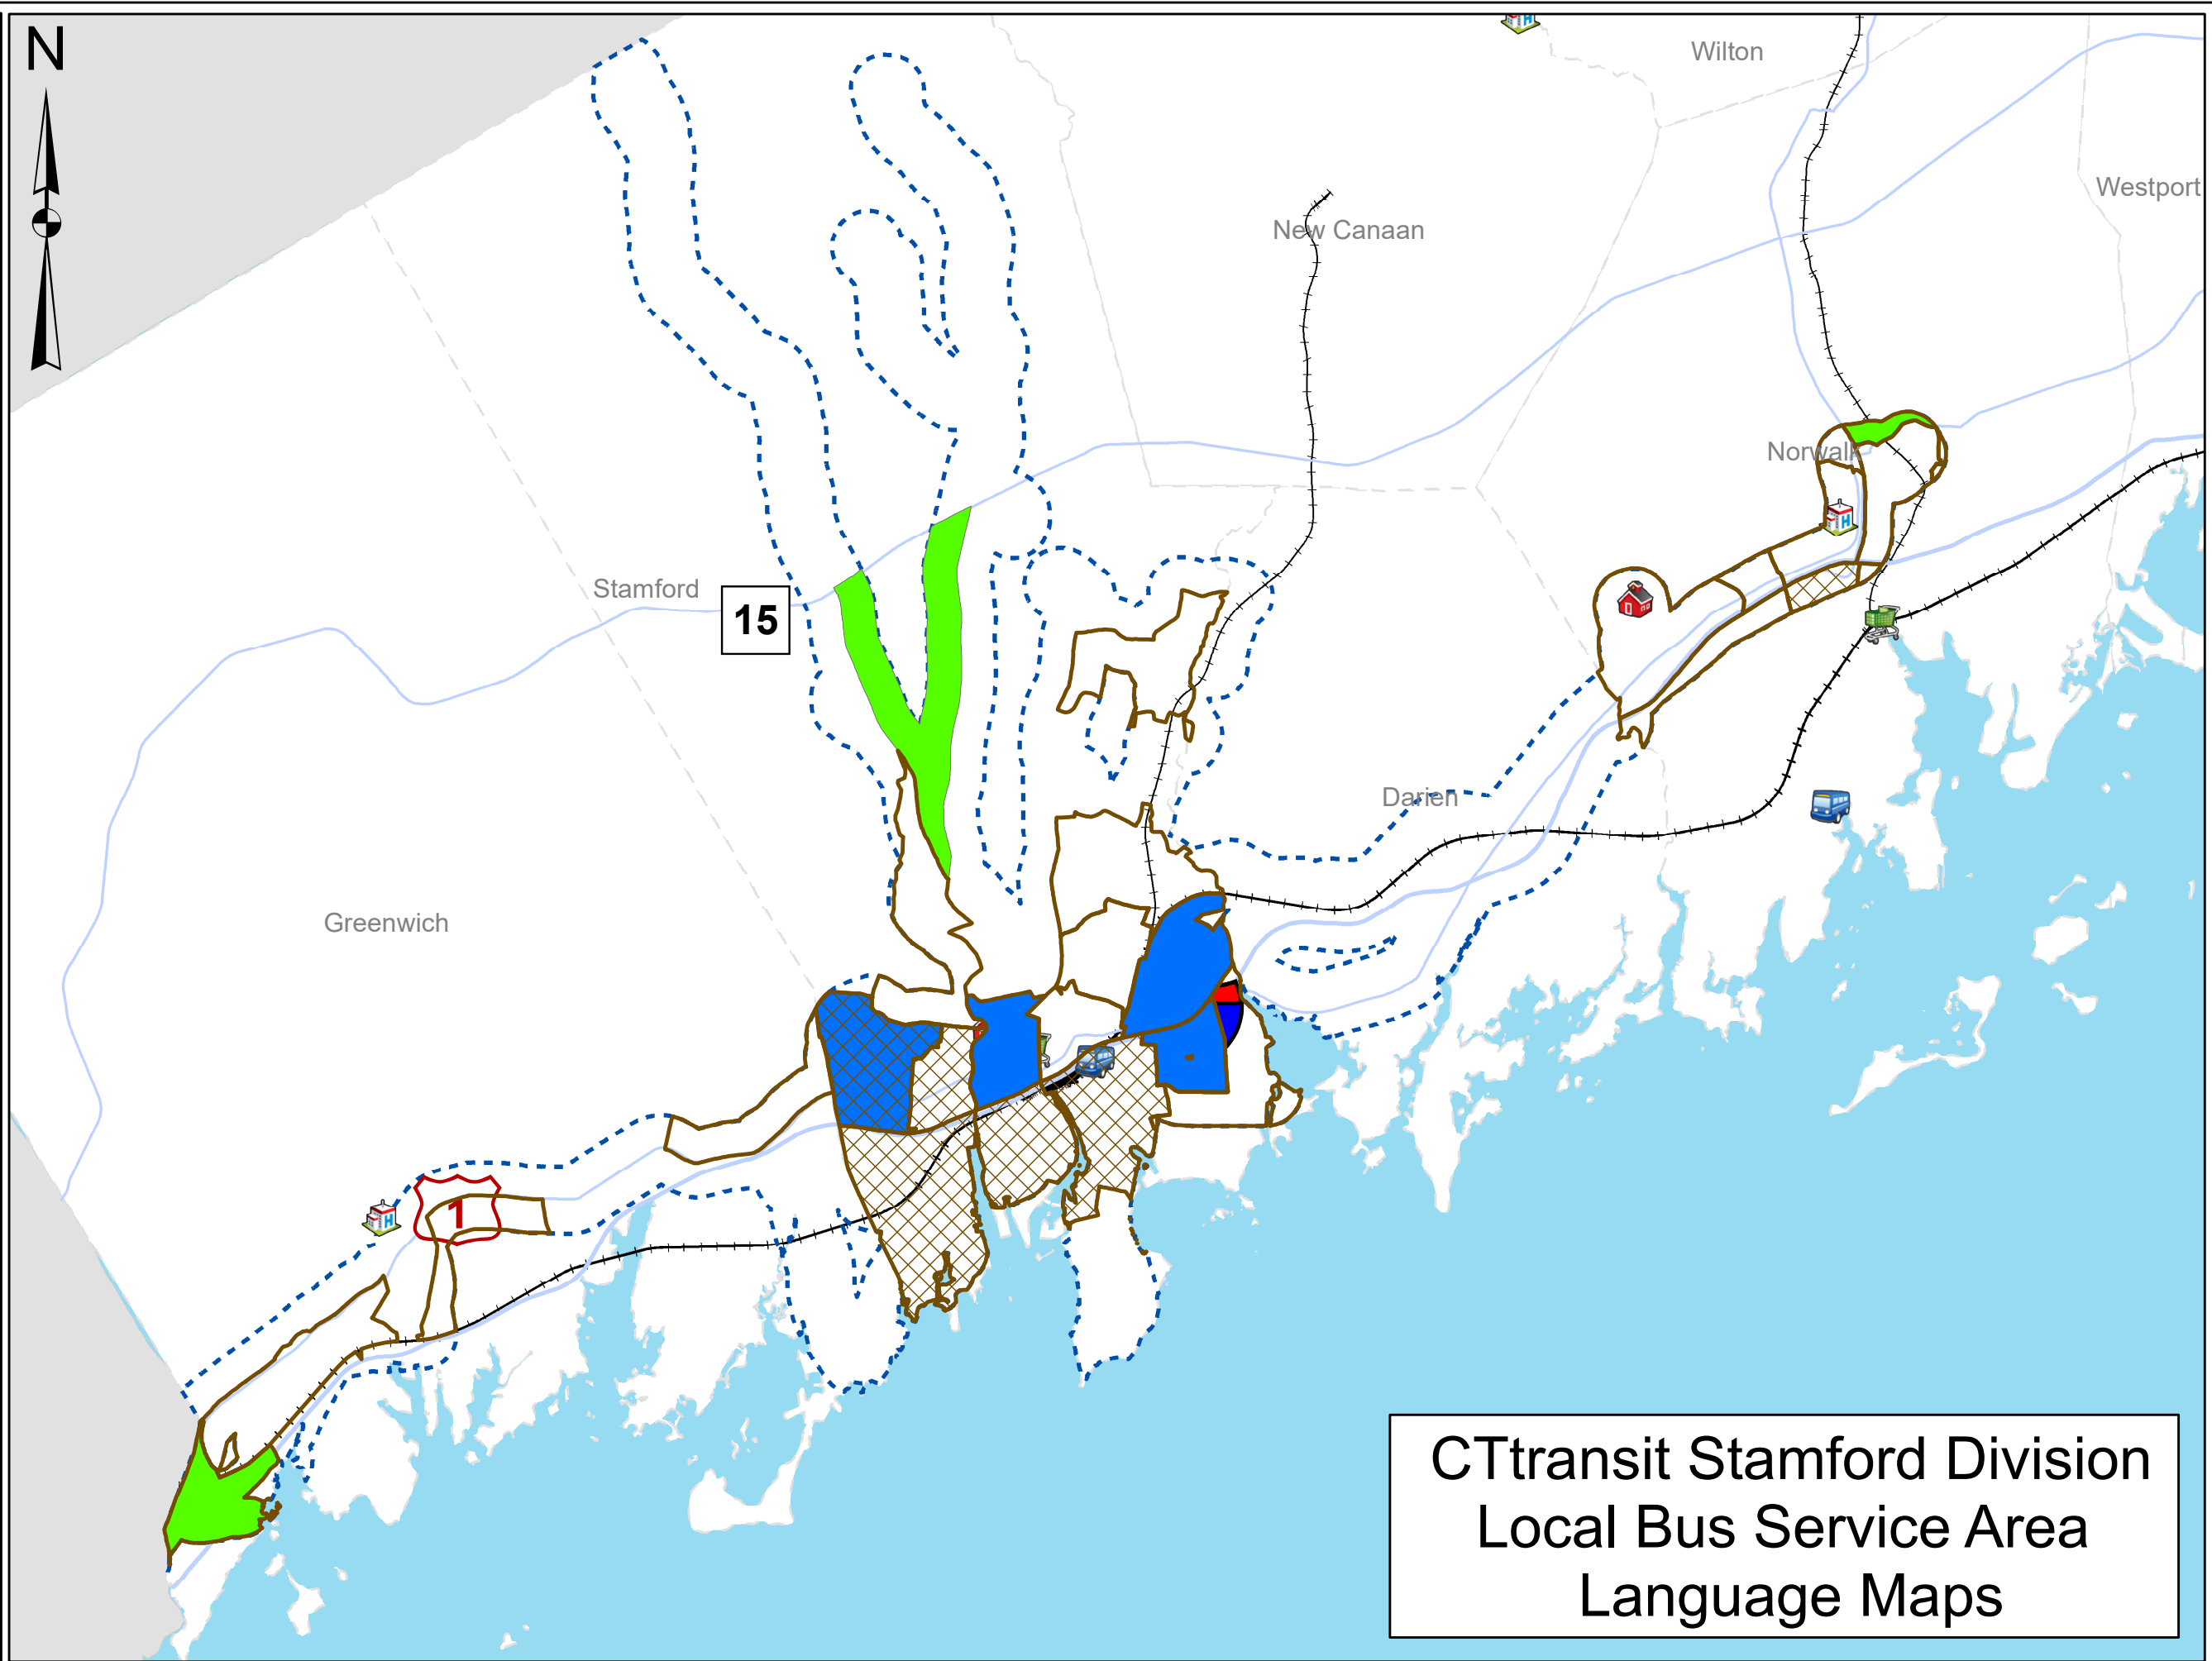 N
Wilton
Westport
New Canaan
Norwalk
Stamford
15
Darien
Greenwich
1
H
H
H
CTtransit Stamford Division
Local Bus Service Area
Language Maps